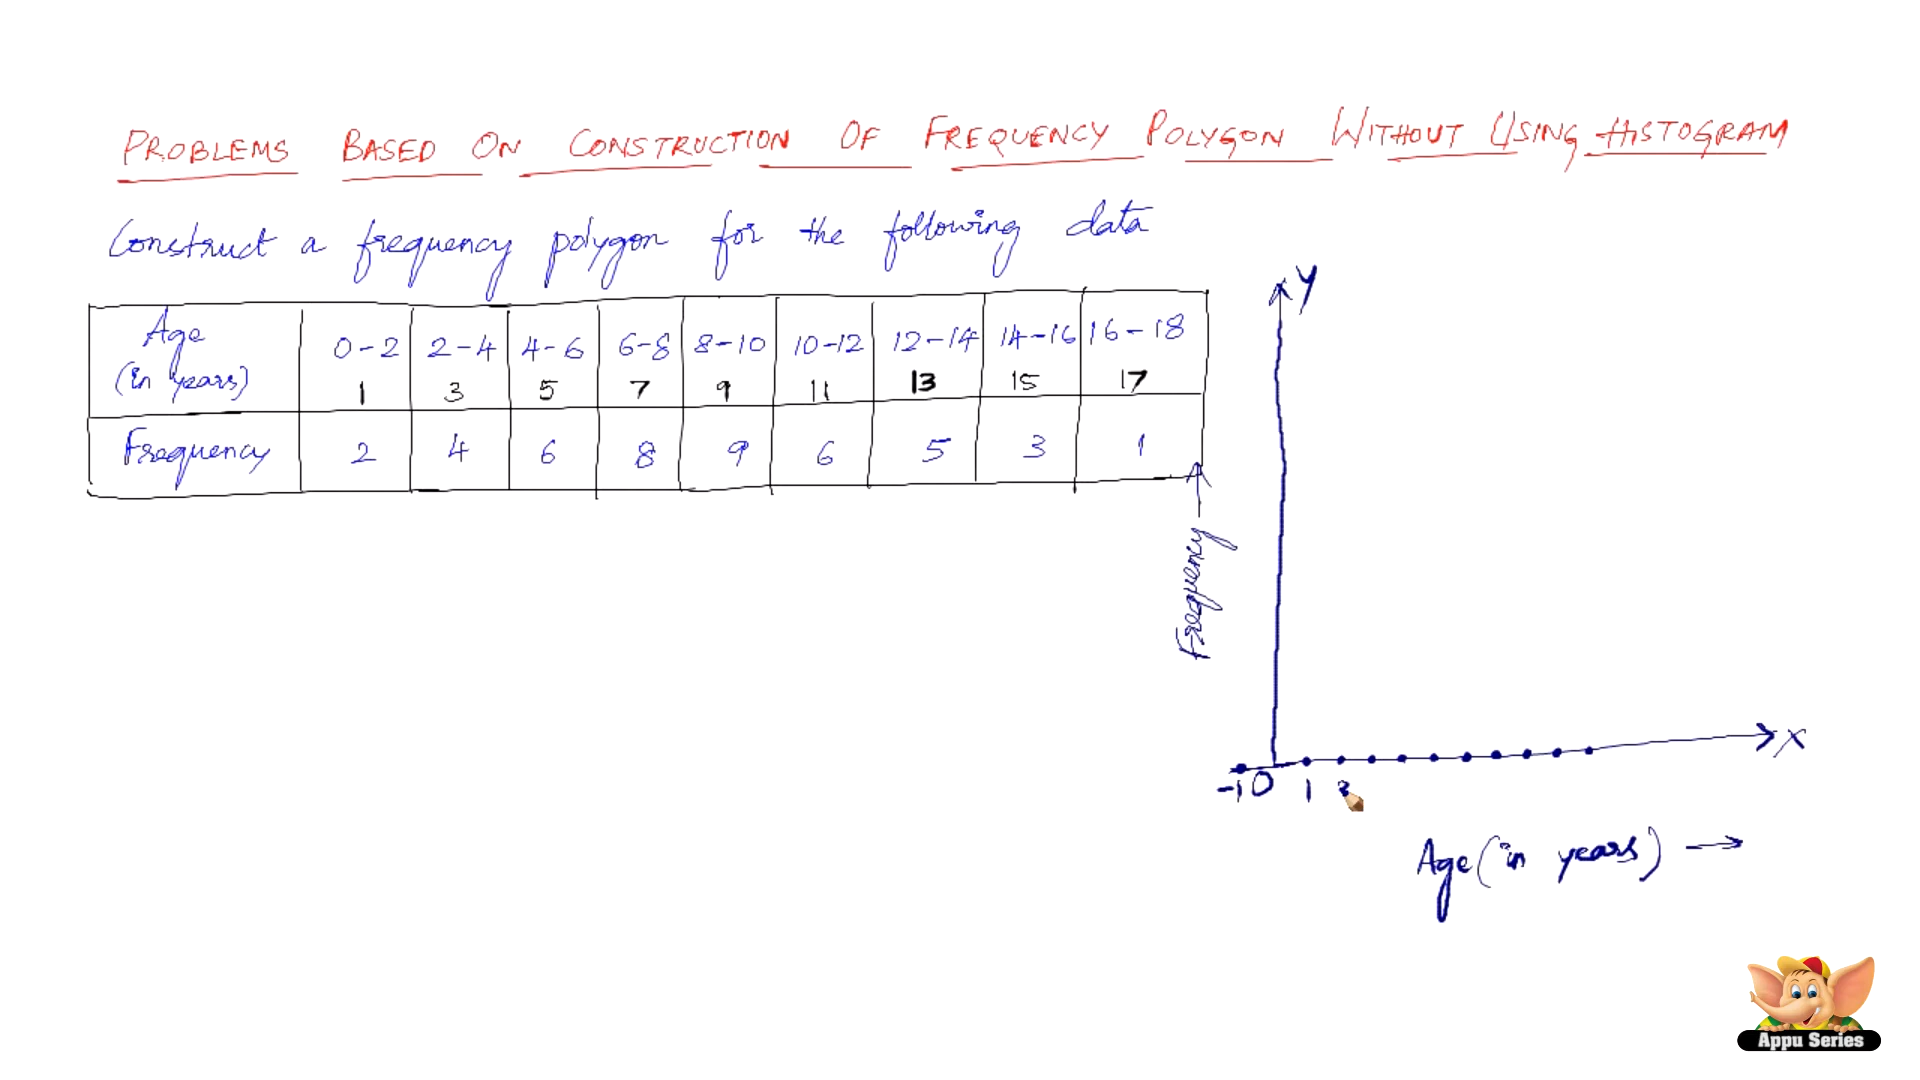 PROBLEMS BASED ON CONSTRUCTION OF FREQUENCY POLYGON WITHOUT USING HISTOGRAM
Construct a frequency polygon for the following data
Age (in years) 0-2 2-4 4-6 6-8 8-10 10-12 12-14 14-16 16-18
1 3 5 7 9 11 13 15 17
Frequency 2 4 6 8 9 6 5 3 1
Y
Frequency
X
-1 0 1 3
Age (in years)
Appu Series